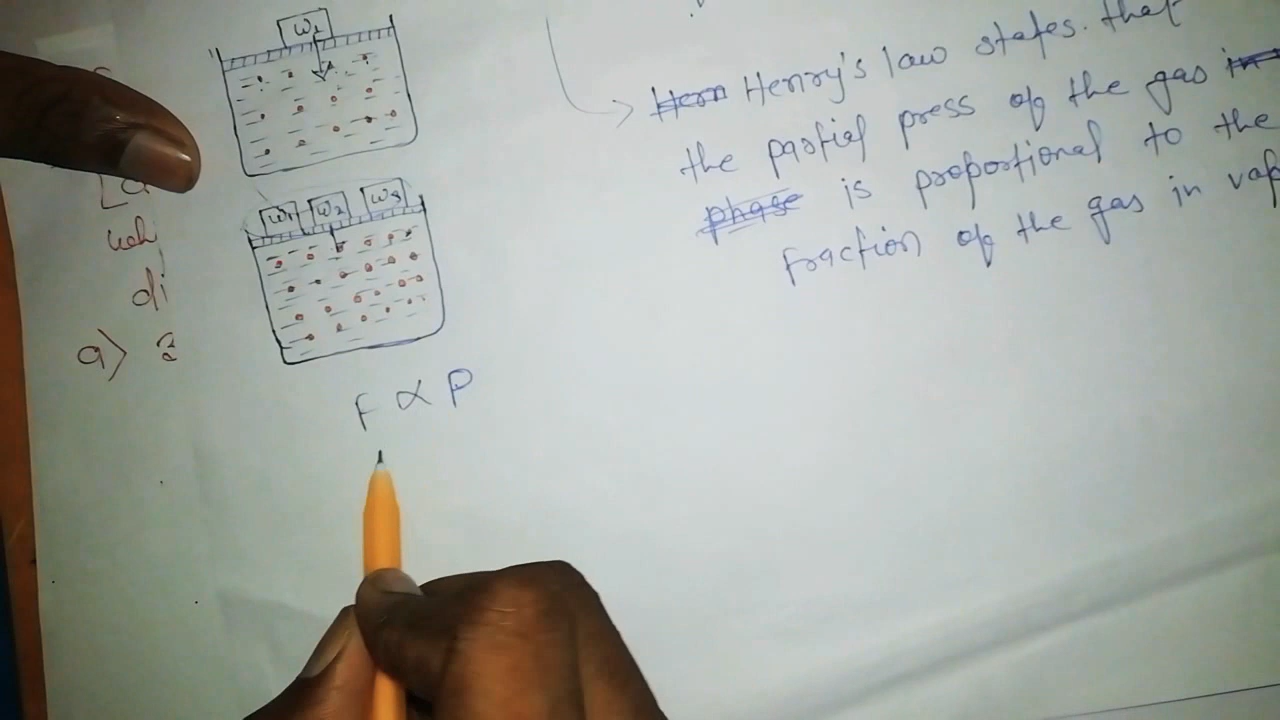 W1
W1 W2 W3
F ∝ P
a)
di
Henry's law states. that
the partial press of the gas
phase is proportional to the
fraction of the gas in vap